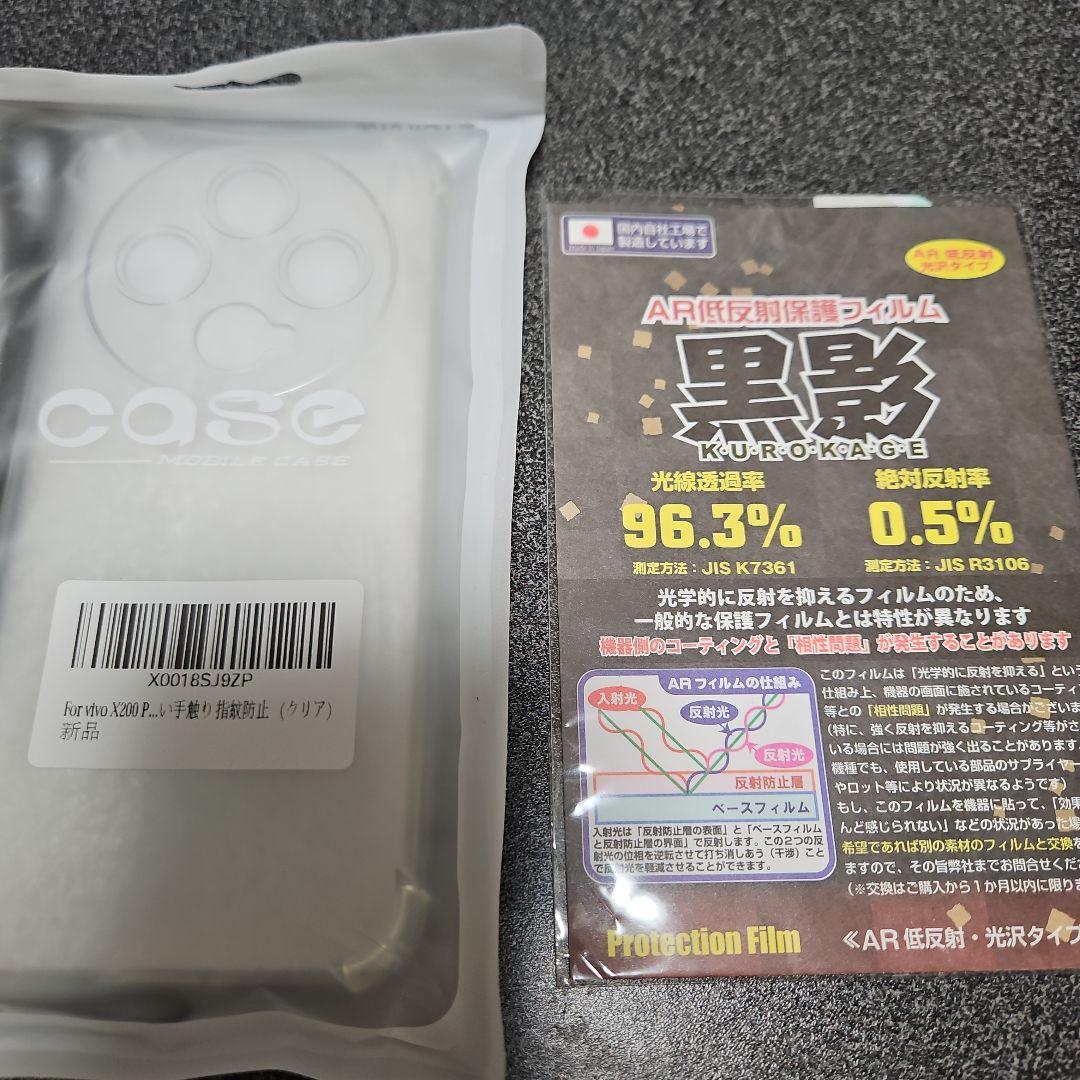 case
MOBILE CASE
X0018SJ9ZP
For vivo X200 P...い手触り 指紋防止 (クリア)
新品
国内自社工場で
製造しています
Made in Japan
AR 低反射
光沢タイプ
AR低反射保護フィルム
黒影
K・U・R・O・K・A・G・E
光線透過率
96.3%
測定方法：JIS K7361
絶対反射率
0.5%
測定方法：JIS R3106
光学的に反射を抑えるフィルムのため、
一般的な保護フィルムとは特性が異なります
機器側のコーティングと「相性問題」が発生することがあります
ARフィルムの仕組み
入射光
反射光
反射光
反射防止層
ベースフィルム
入射光は「反射防止層の表面」と「ベースフィルム
と反射防止層の界面」で反射します。この2つの反
射光の位相を逆転させて打ち消しあう（干渉）こと
で反射光を軽減させることができます。
このフィルムは「光学的に反射を抑える」という
仕組み上、機器の画面に施されているコーティ
等との「相性問題」が発生する場合がございま
（特に、強く反射を抑えるコーティング等がさ
いる場合には問題が強く出ることがあります
機種でも、使用している部品のサプライヤー
やロット等により状況が異なるようです）
もし、このフィルムを機器に貼って、「効果
んど感じられない」などの状況があった場
希望であれば別の素材のフィルムと交換を
ますので、その旨弊社までお問合せくだ
（※交換はご購入から1か月以内に限りま
Protection Film
≪AR 低反射・光沢タイプ